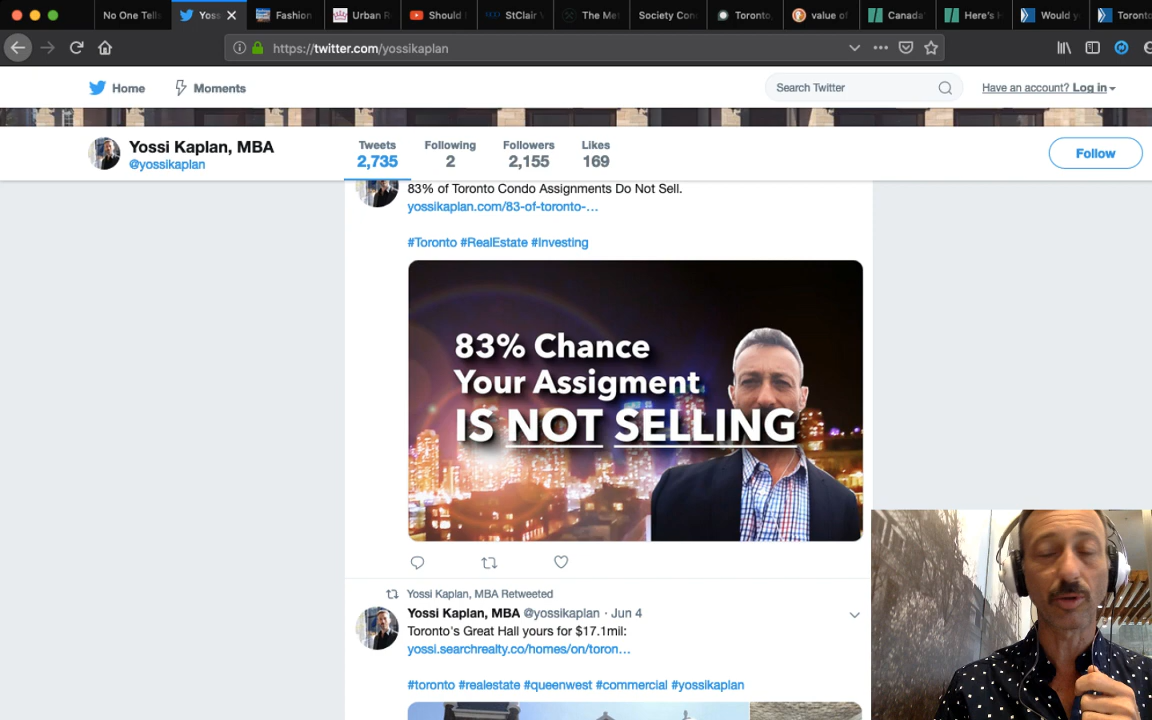 No One Tells
Yoss
Fashion
Urban R
Should
StClair
The Me
Society Con
Toronto,
value of
Canada'
Here's H
Would y
Toronto
https://twitter.com/yossikaplan
Home
Moments
Search Twitter
Have an account? Log in
Yossi Kaplan, MBA
@yossikaplan
Tweets
2,735
Following
2
Followers
2,155
Likes
169
Follow
83% of Toronto Condo Assignments Do Not Sell.
yossikaplan.com/83-of-toronto-…
#Toronto #RealEstate #Investing
83% Chance
Your Assigment
IS NOT SELLING
Yossi Kaplan, MBA Retweeted
Yossi Kaplan, MBA @yossikaplan · Jun 4
Toronto's Great Hall yours for $17.1mil:
yossi.searchrealty.co/homes/on/toron…
#toronto #realestate #queenwest #commercial #yossikaplan